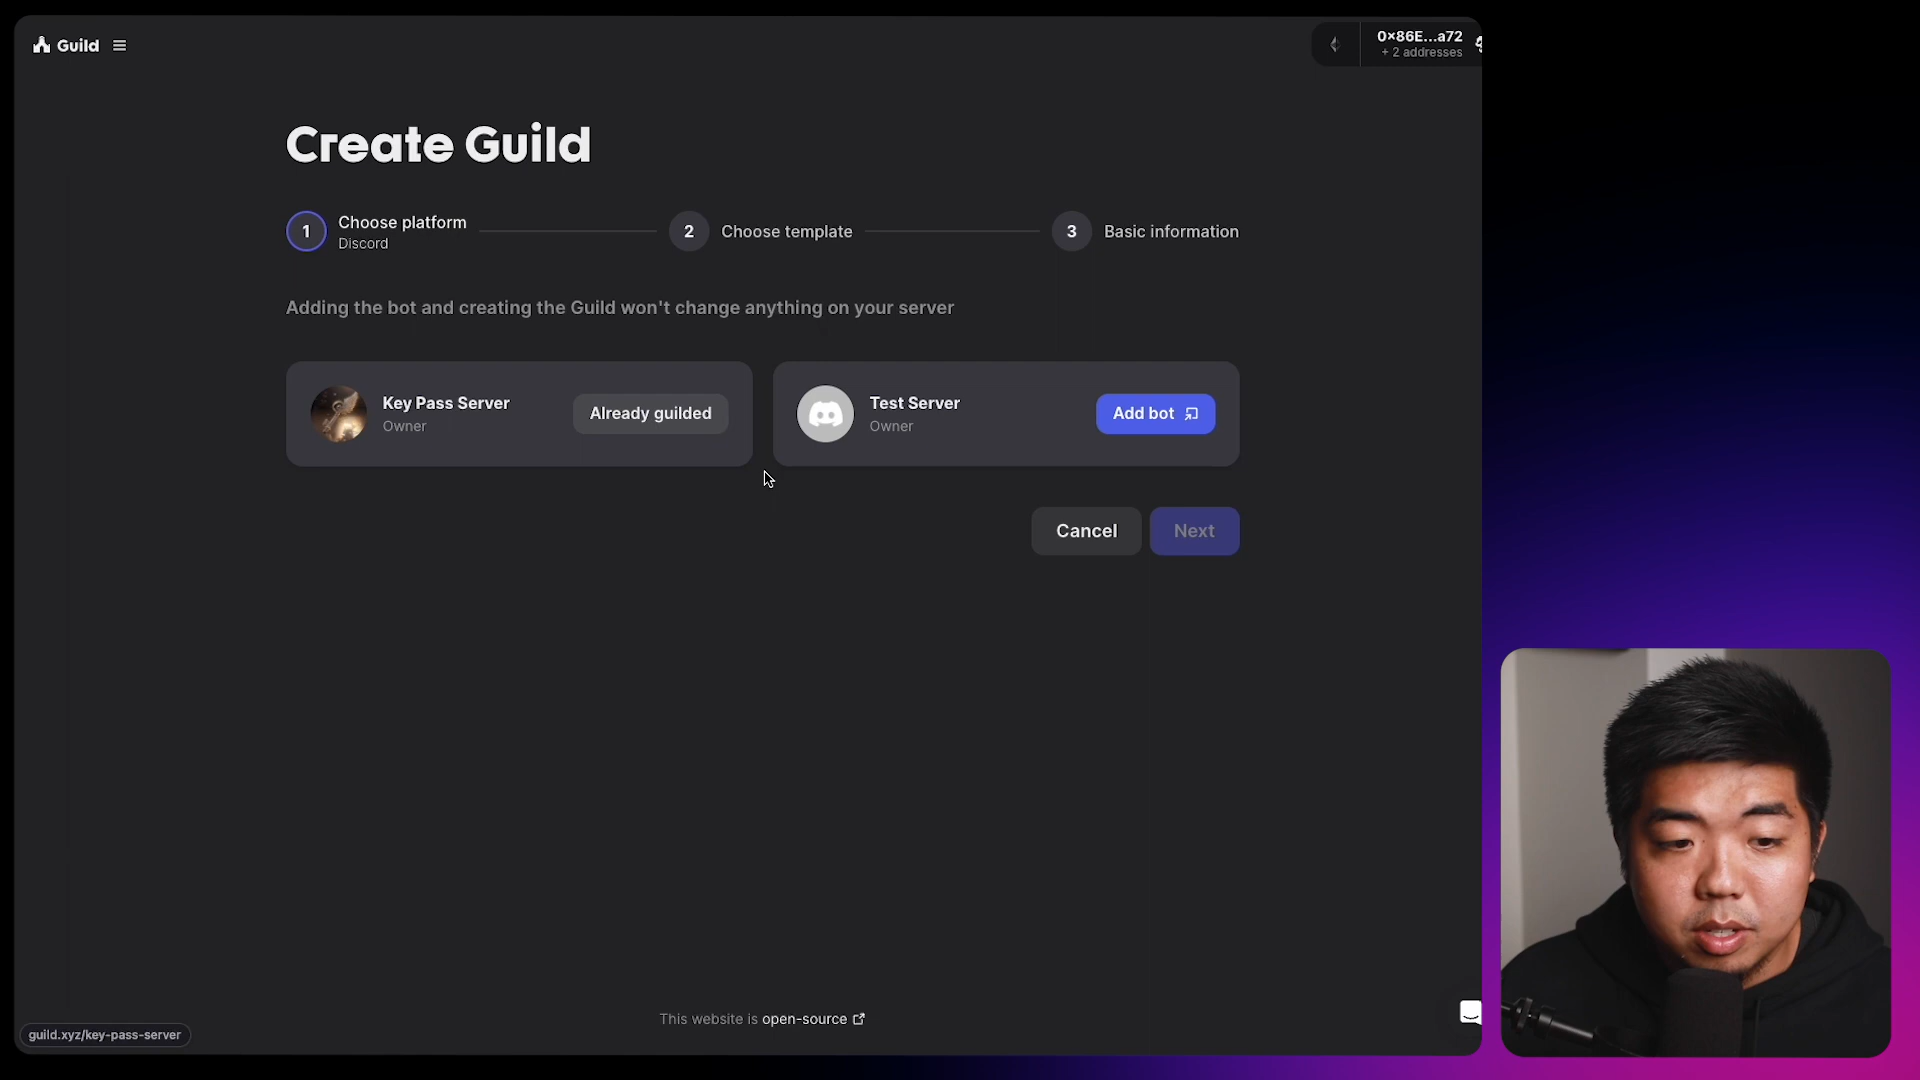 Guild
0x86E...a72
+ 2 addresses
Create Guild
1
Choose platform
Discord
2
Choose template
3
Basic information
Adding the bot and creating the Guild won't change anything on your server
Key Pass Server
Owner
Already guilded
Test Server
Owner
Add bot
Cancel
Next
This website is open-source
guild.xyz/key-pass-server